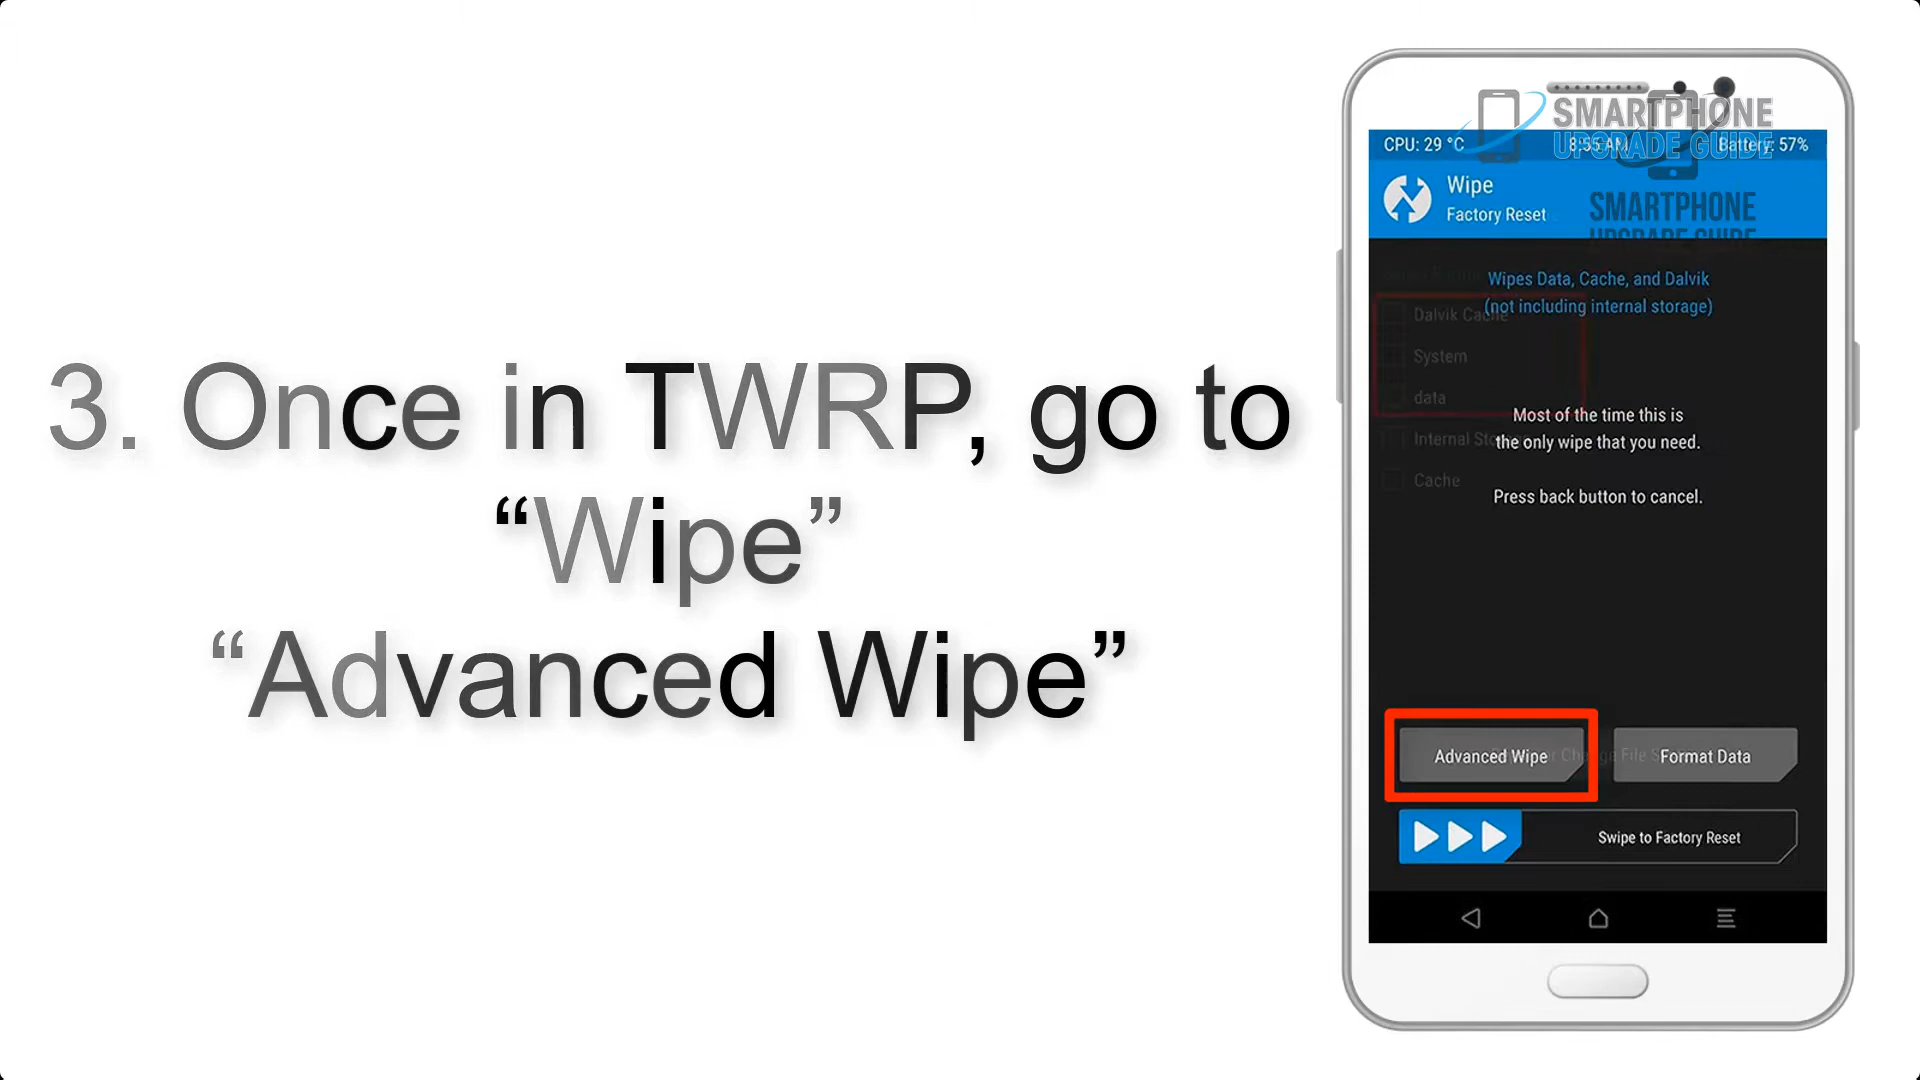 3. Once in TWRP, go to
“Wipe”
“Advanced Wipe”
SMARTPHONE
UPGRADE GUIDE
CPU: 29 °C 8:55 AM Battery: 57%
Wipe
Factory Reset
SMARTPHONE
UPGRADE GUIDE
Wipes Data, Cache, and Dalvik
(not including internal storage)
Dalvik Cache
System
data
Most of the time this is
Internal
the only wipe that you need.
Cache
Press back button to cancel.
Advanced Wipe
Format Data
Swipe to Factory Reset